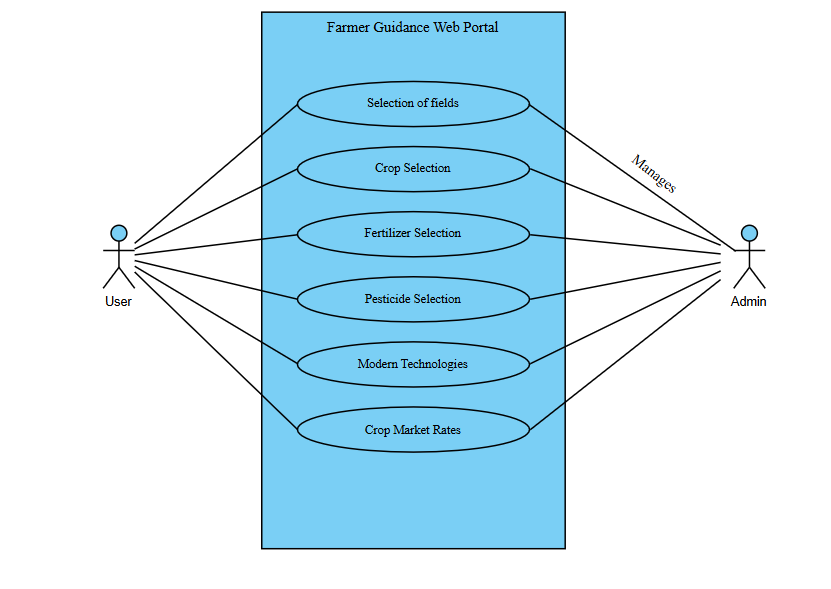 Farmer Guidance Web Portal
Selection of fields
Crop Selection
Manages
Fertilizer Selection
Pesticide Selection
User
Admin
Modern Technologies
Crop Market Rates